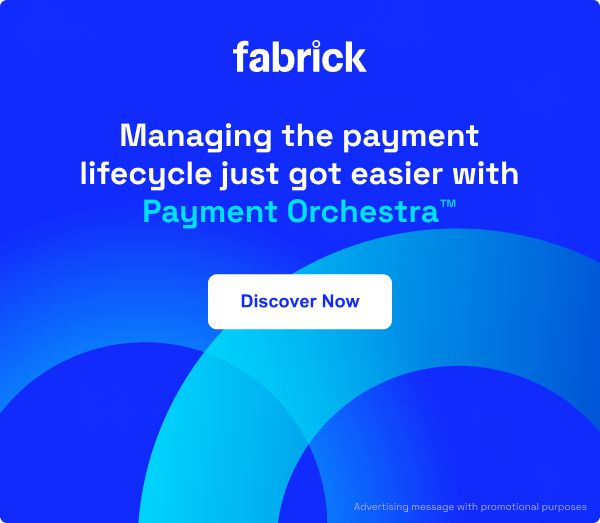 fabrick
Managing the payment
lifecycle just got easier with
Payment Orchestra™
Discover Now
Advertising message with promotional purposes